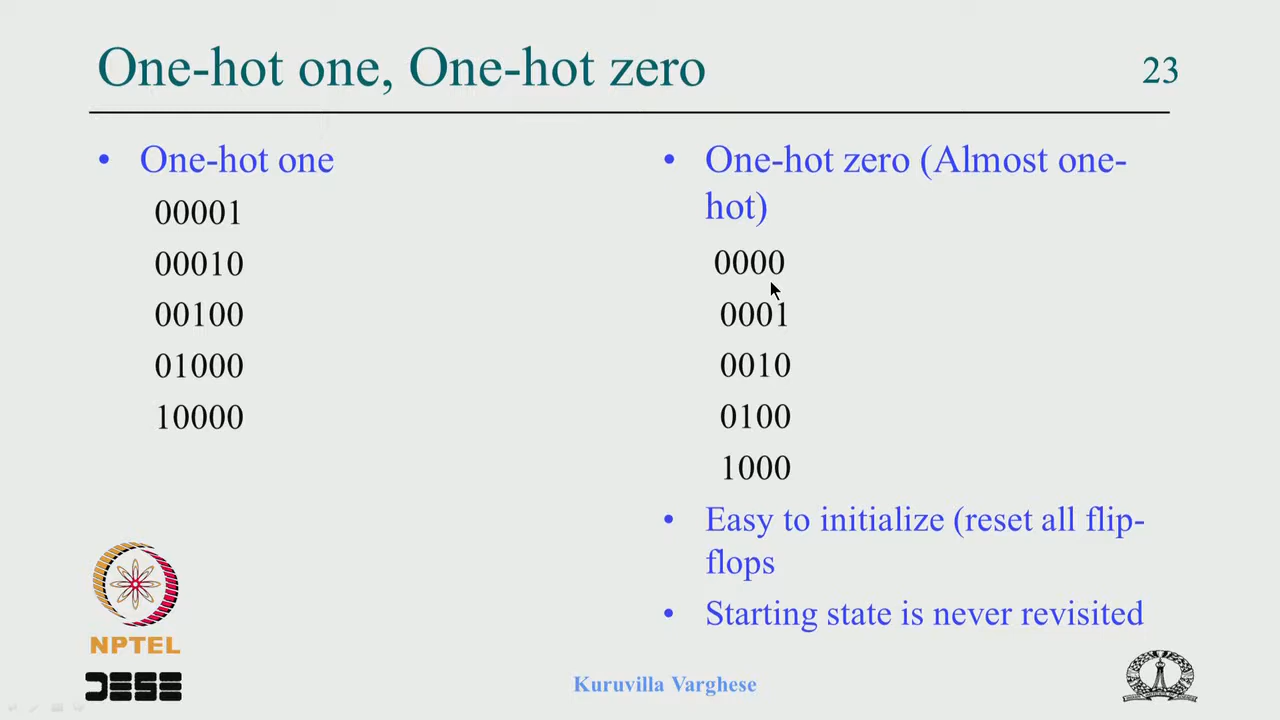 One-hot one, One-hot zero
23
• One-hot one
00001
00010
00100
01000
10000
• One-hot zero (Almost one-
hot)
0000
0001
0010
0100
1000
• Easy to initialize (reset all flip-
flops
• Starting state is never revisited
NPTEL
DESE
Kuruvilla Varghese